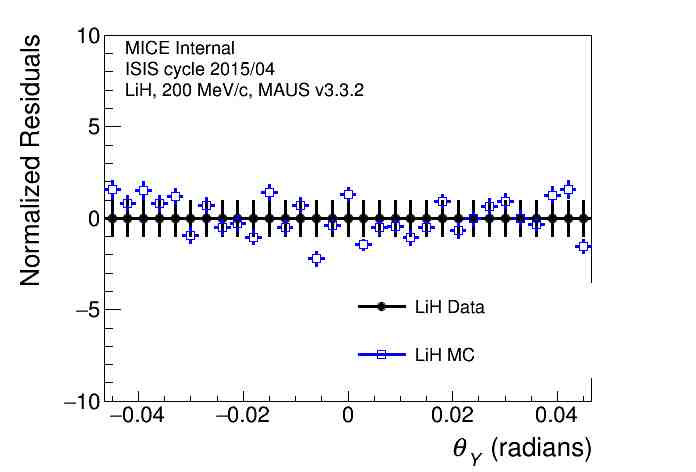 Normalized Residuals
10
5
0
−5
−10
MICE Internal
ISIS cycle 2015/04
LiH, 200 MeV/c, MAUS v3.3.2
LiH Data
LiH MC
−0.04 −0.02 0 0.02 0.04
θY (radians)